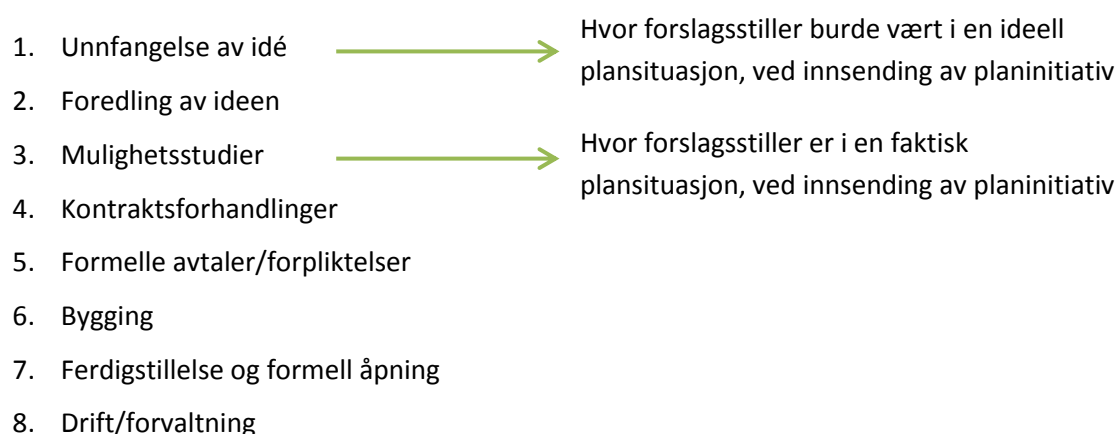 1. Unnfangelse av idé
Hvor forslagsstiller burde vært i en ideell
plansituasjon, ved innsending av planinitiativ
2. Foredling av ideen
3. Mulighetsstudier
Hvor forslagsstiller er i en faktisk
plansituasjon, ved innsending av planinitiativ
4. Kontraktsforhandlinger
5. Formelle avtaler/forpliktelser
6. Bygging
7. Ferdigstillelse og formell åpning
8. Drift/forvaltning